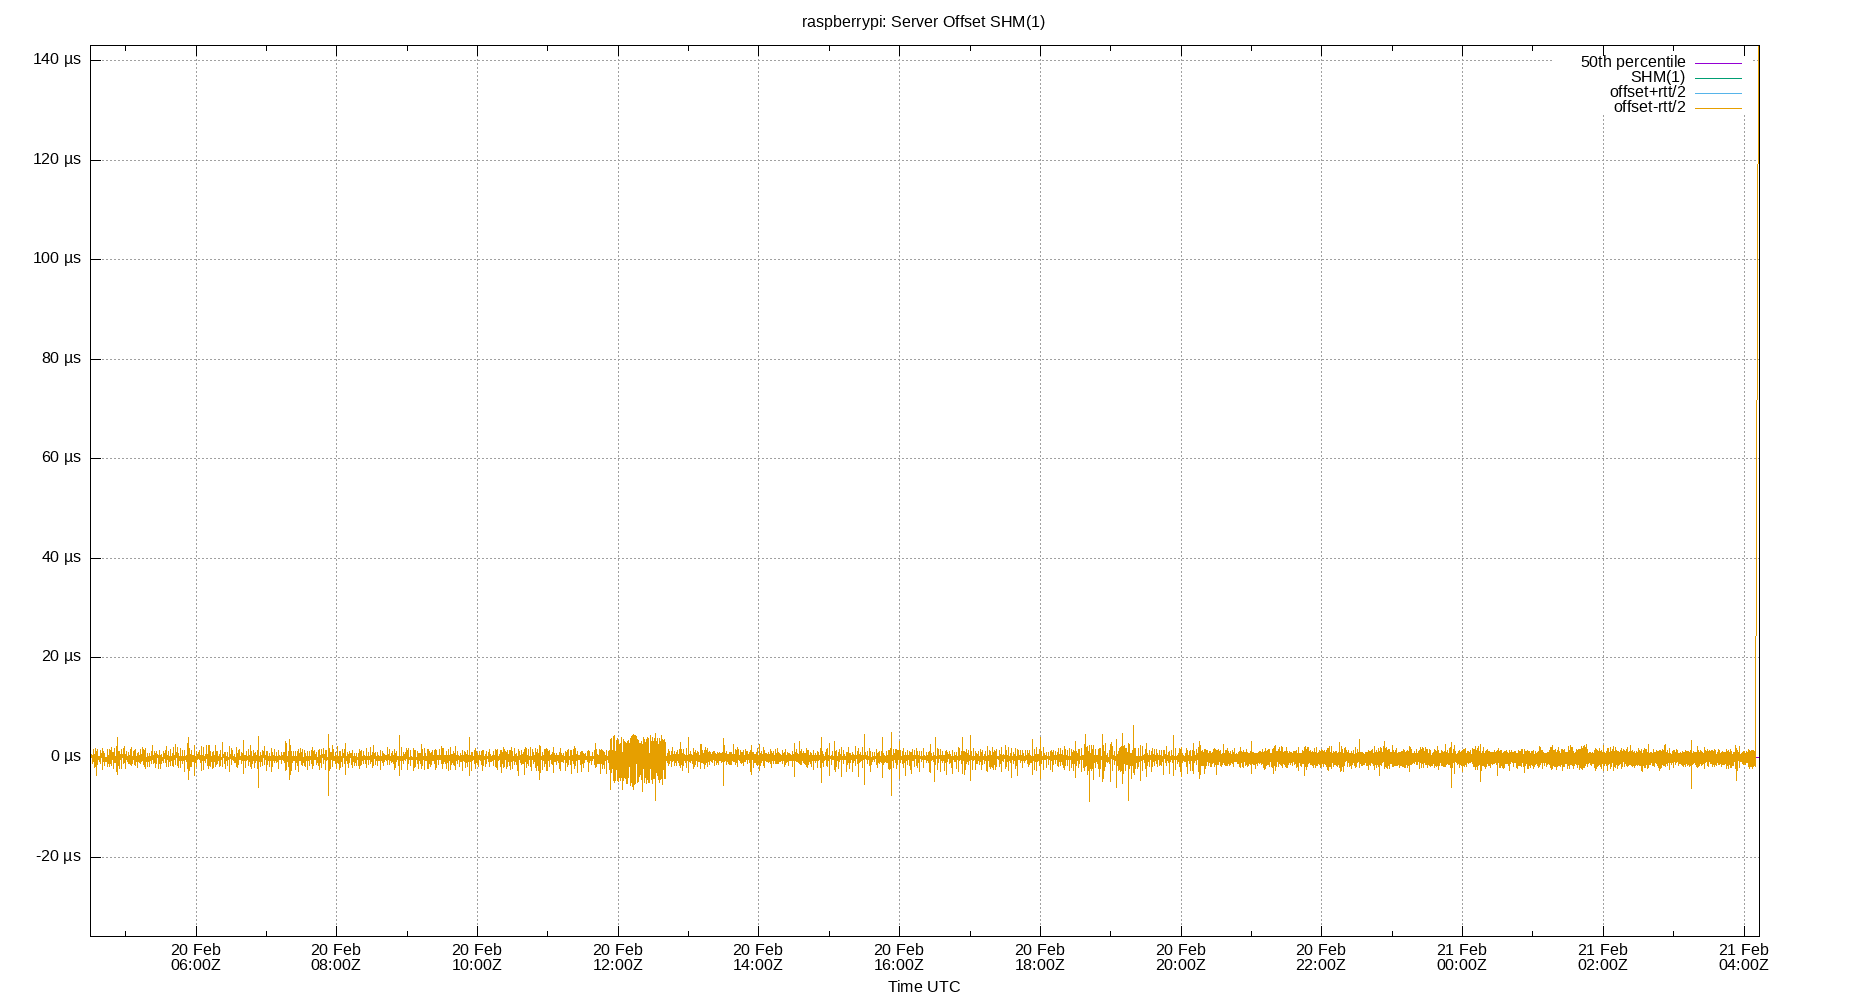 raspberrypi: Server Offset SHM(1)
140 µs
120 µs
100 µs
80 µs
60 µs
40 µs
20 µs
0 µs
-20 µs
50th percentile
SHM(1)
offset+rtt/2
offset-rtt/2
20 Feb 20 Feb 20 Feb 20 Feb 20 Feb 20 Feb 20 Feb 20 Feb 20 Feb 21 Feb 21 Feb 21 Feb
06:00Z 08:00Z 10:00Z 12:00Z 14:00Z 16:00Z 18:00Z 20:00Z 22:00Z 00:00Z 02:00Z 04:00Z
Time UTC